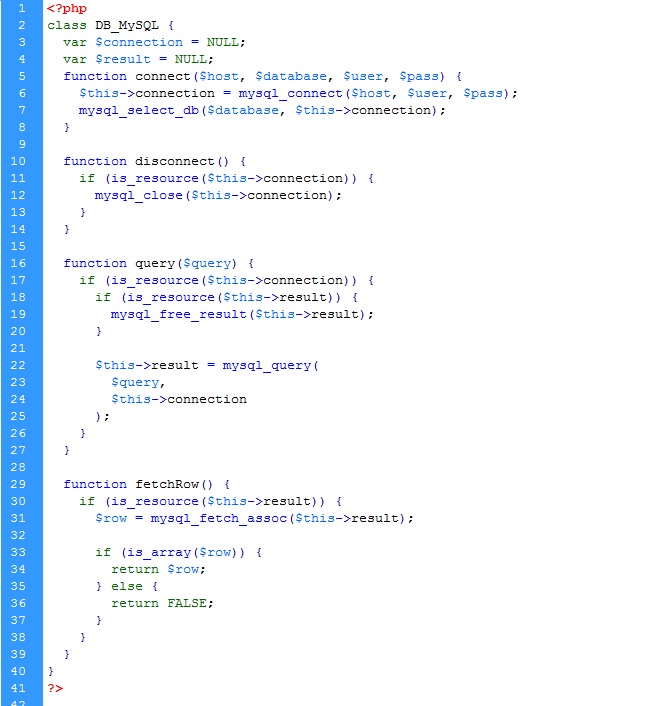 1 <?php
2 class DB_MySQL {
3   var $connection = NULL;
4   var $result = NULL;
5   function connect($host, $database, $user, $pass) {
6     $this->connection = mysql_connect($host, $user, $pass);
7     mysql_select_db($database, $this->connection);
8   }
9
10   function disconnect() {
11     if (is_resource($this->connection)) {
12       mysql_close($this->connection);
13     }
14   }
15
16   function query($query) {
17     if (is_resource($this->connection)) {
18       if (is_resource($this->result)) {
19         mysql_free_result($this->result);
20       }
21
22       $this->result = mysql_query(
23         $query,
24         $this->connection
25       );
26     }
27   }
28
29   function fetchRow() {
30     if (is_resource($this->result)) {
31       $row = mysql_fetch_assoc($this->result);
32
33       if (is_array($row)) {
34         return $row;
35       } else {
36         return FALSE;
37       }
38     }
39   }
40 }
41 ?>
42